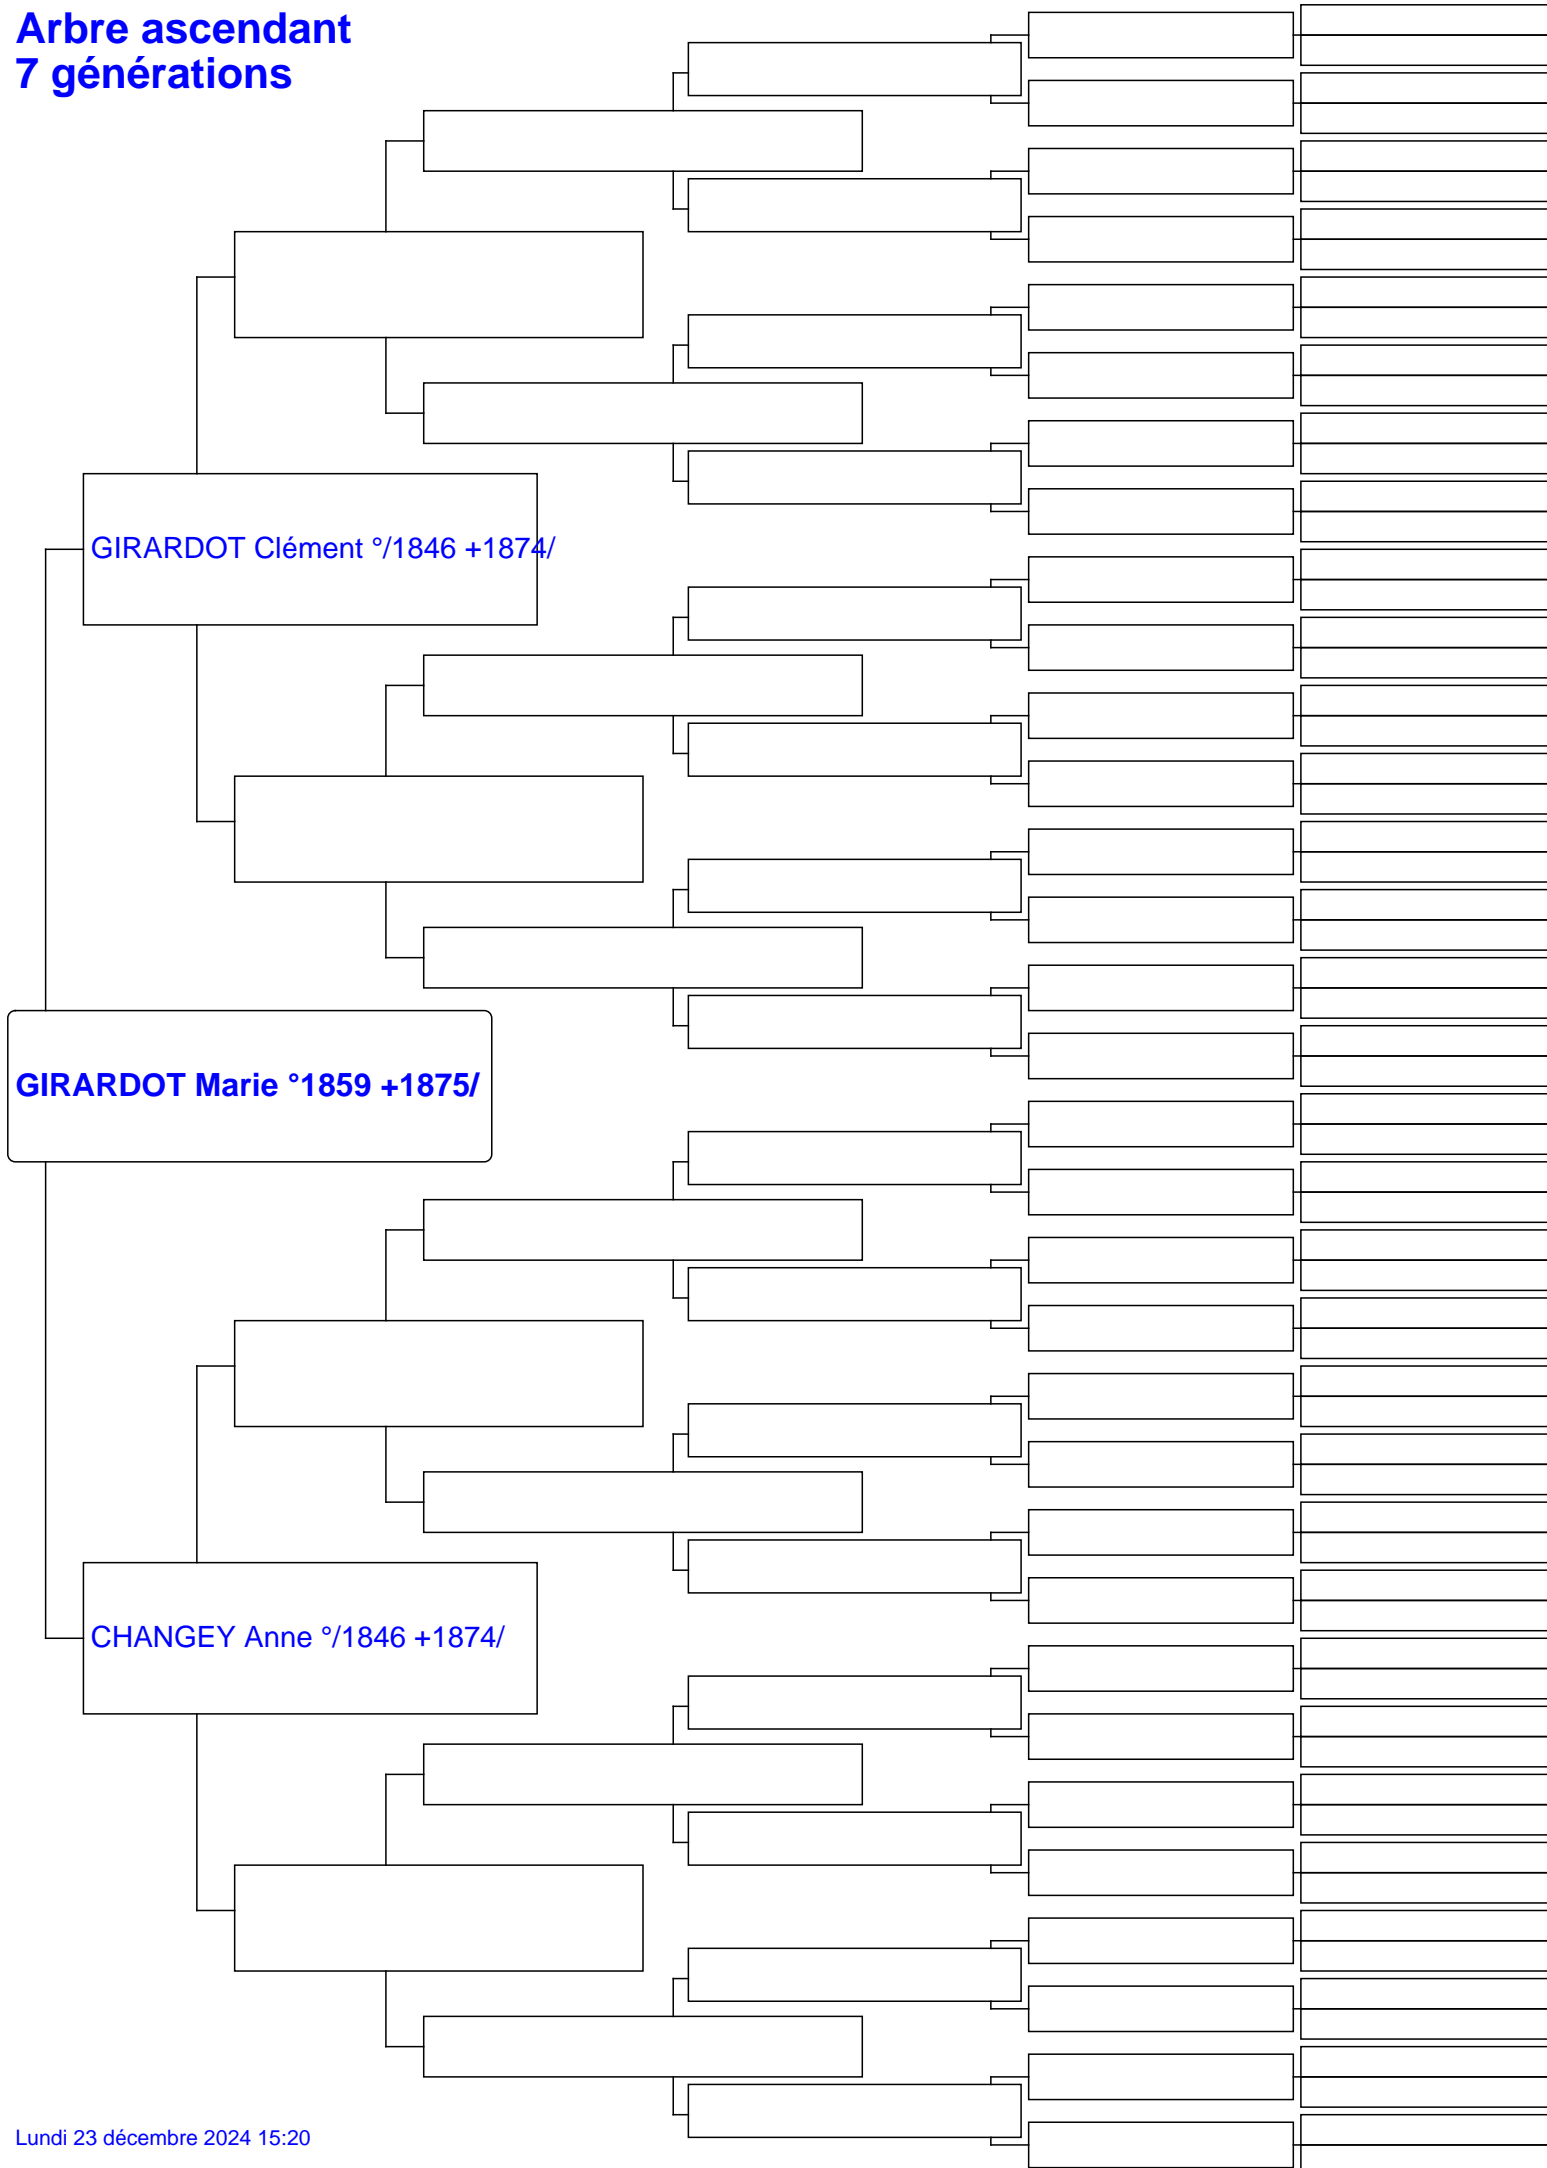 Arbre ascendant
7 générations
GIRARDOT Clément °/1846 +1874/
GIRARDOT Marie °1859 +1875/
CHANGEY Anne °/1846 +1874/
Lundi 23 décembre 2024 15:20